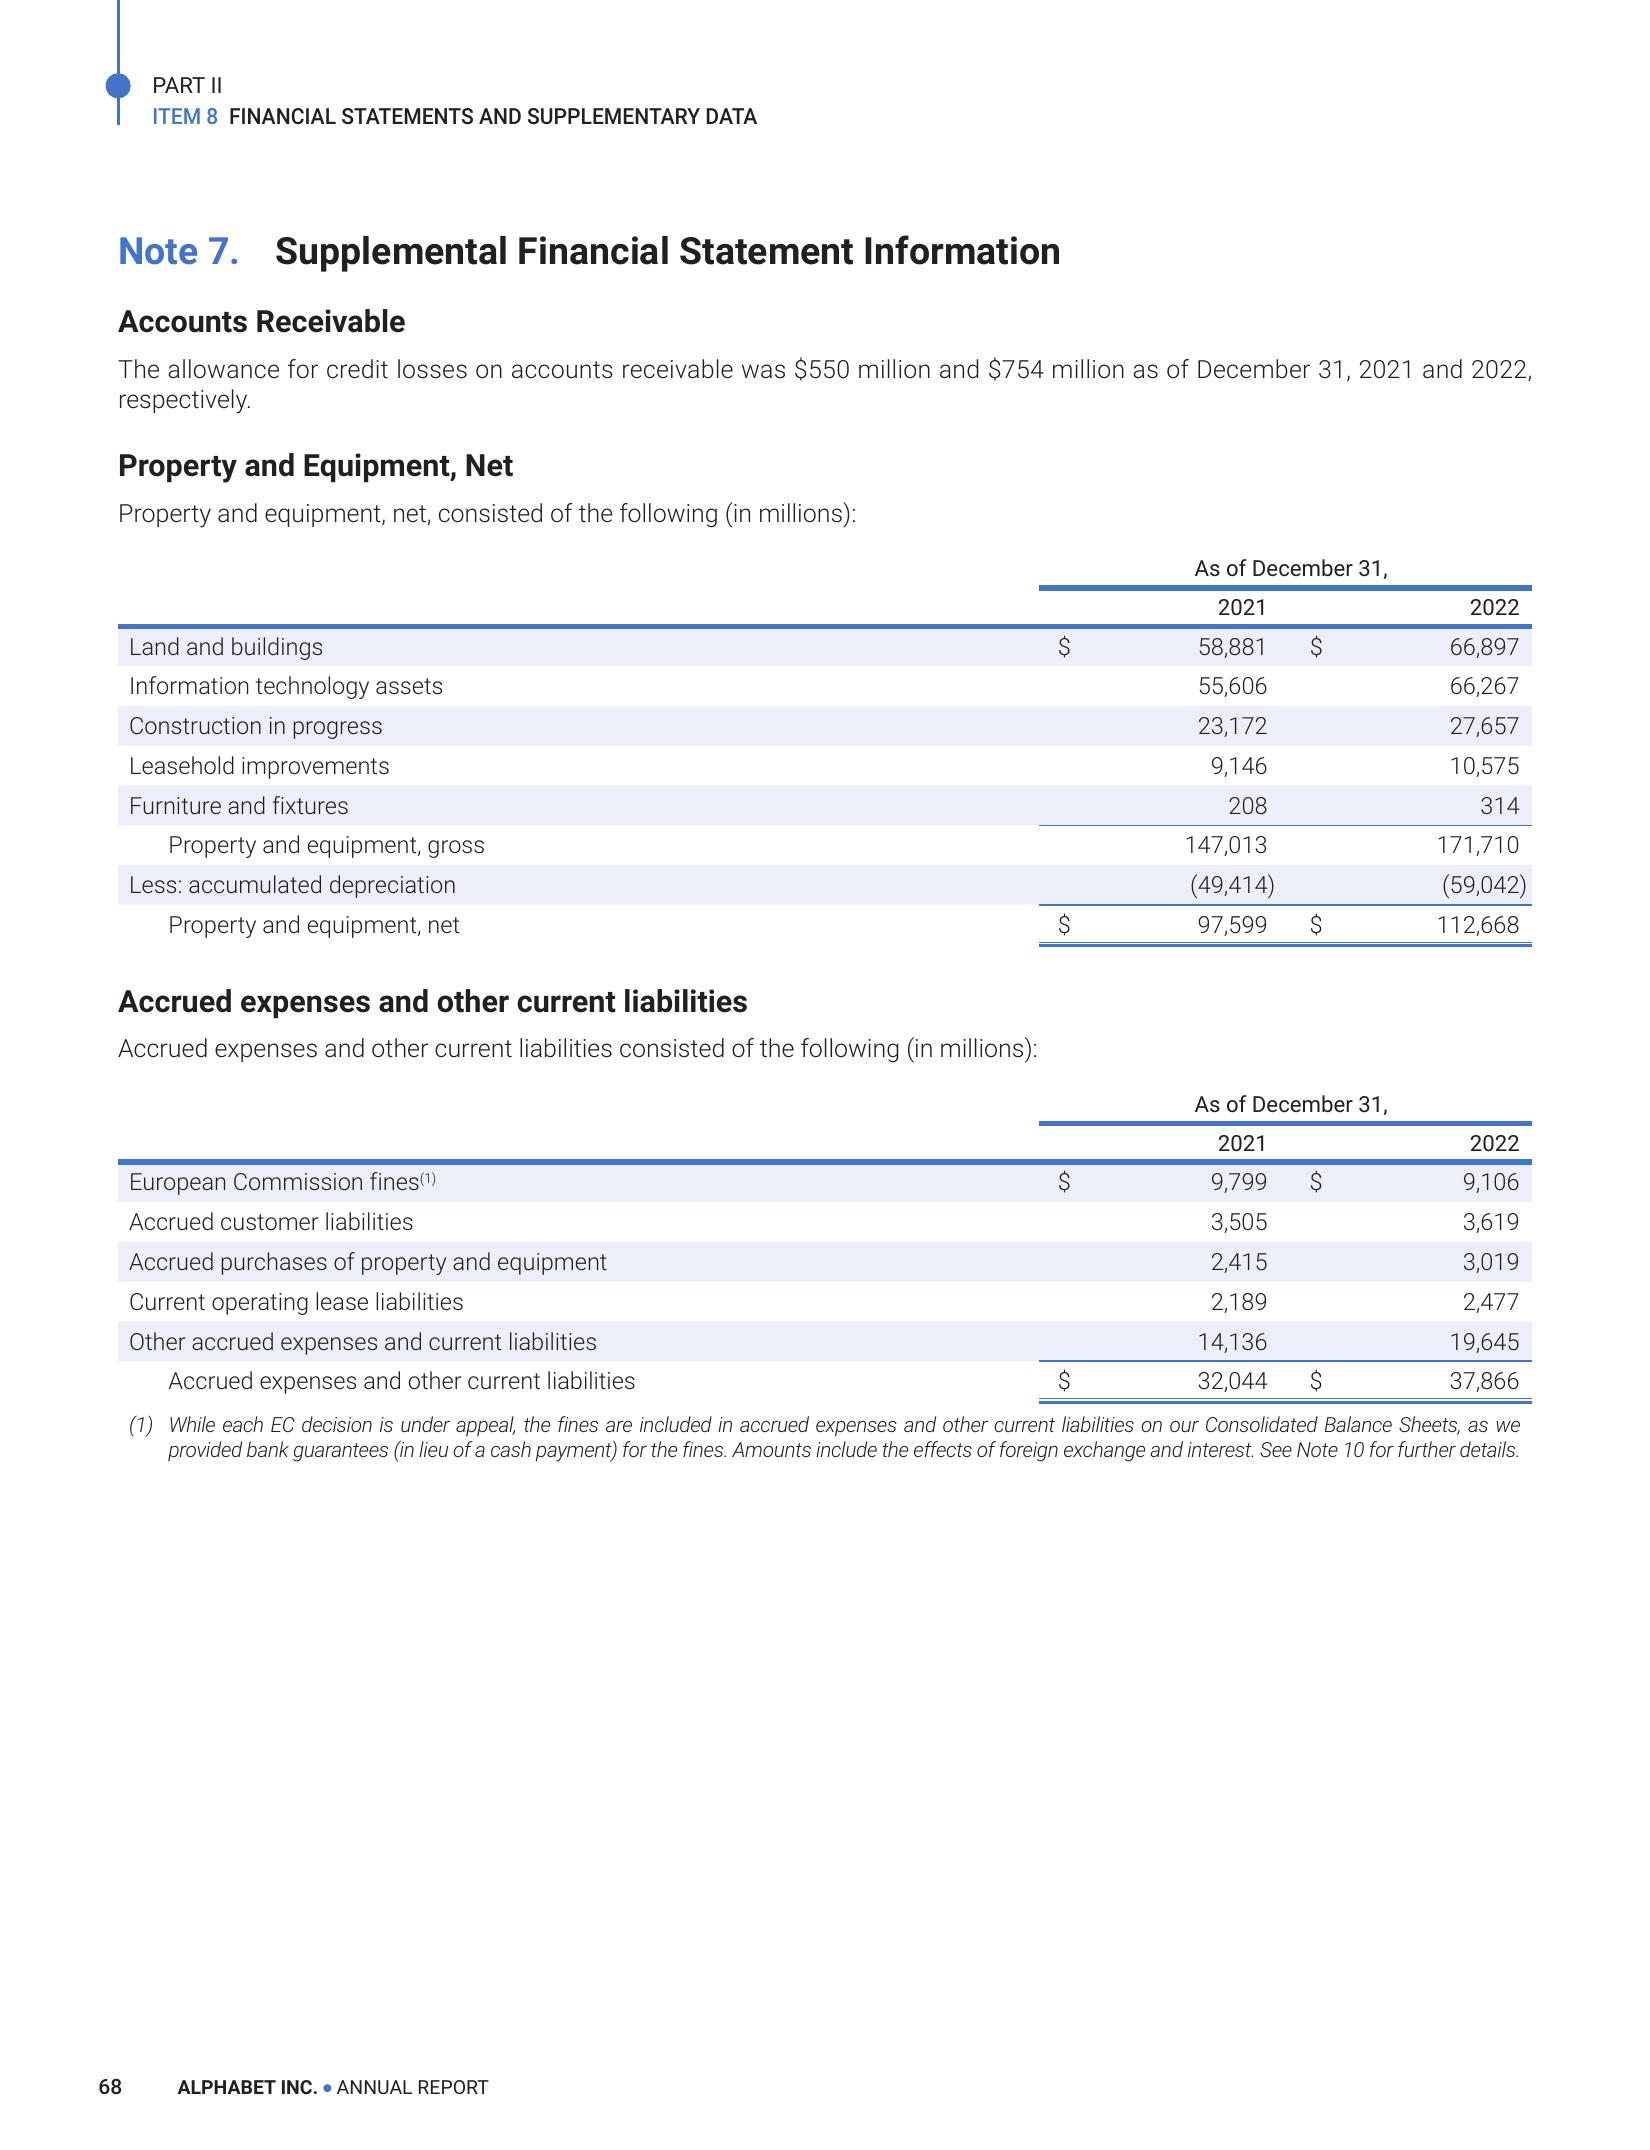 PART II
ITEM 8 FINANCIAL STATEMENTS AND SUPPLEMENTARY DATA
Note 7. Supplemental Financial Statement Information
Accounts Receivable
The allowance for credit losses on accounts receivable was $550 million and $754 million as of December 31, 2021 and 2022,
respectively.
Property and Equipment, Net
Property and equipment, net, consisted of the following (in millions):
As of December 31,
2021 2022
Land and buildings $ 58,881 $ 66,897
Information technology assets 55,606 66,267
Construction in progress 23,172 27,657
Leasehold improvements 9,146 10,575
Furniture and fixtures 208 314
Property and equipment, gross 147,013 171,710
Less: accumulated depreciation (49,414) (59,042)
Property and equipment, net $ 97,599 $ 112,668
Accrued expenses and other current liabilities
Accrued expenses and other current liabilities consisted of the following (in millions):
As of December 31,
2021 2022
European Commission fines(1) $ 9,799 $ 9,106
Accrued customer liabilities 3,505 3,619
Accrued purchases of property and equipment 2,415 3,019
Current operating lease liabilities 2,189 2,477
Other accrued expenses and current liabilities 14,136 19,645
Accrued expenses and other current liabilities $ 32,044 $ 37,866
(1) While each EC decision is under appeal, the fines are included in accrued expenses and other current liabilities on our Consolidated Balance Sheets, as we
provided bank guarantees (in lieu of a cash payment) for the fines. Amounts include the effects of foreign exchange and interest. See Note 10 for further details.
68 ALPHABET INC. • ANNUAL REPORT